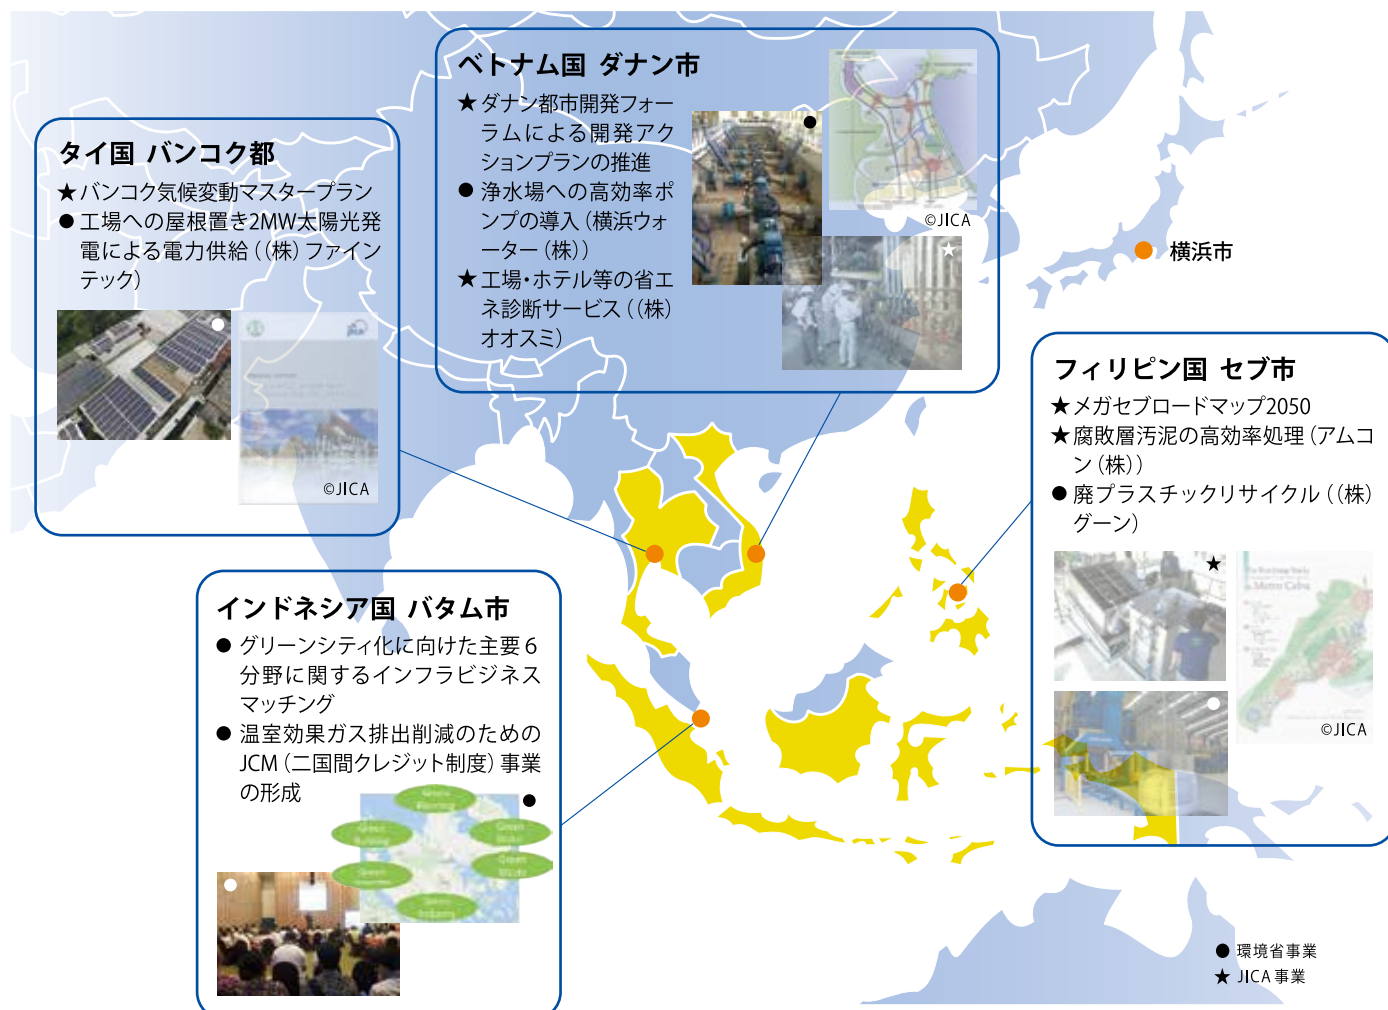 ベトナム国 ダナン市
★ダナン都市開発フォー
ラムによる開発アク
ションプランの推進
●浄水場への高効率ポ
ンプの導入（横浜ウォ
ーター（株））
★工場・ホテル等の省エ
ネ診断サービス（（株）
オオスミ）
©JICA
タイ国 バンコク都
★バンコク気候変動マスタープラン
●工場への屋根置き2MW太陽光発
電による電力供給（（株）ファイン
テック）
©JICA
横浜市
フィリピン国 セブ市
★メガセブロードマップ2050
★腐敗層汚泥の高効率処理（アムコ
ン（株））
●廃プラスチックリサイクル（（株）
グーン）
Metro Cebu
©JICA
インドネシア国 バタム市
●グリーンシティ化に向けた主要６
分野に関するインフラビジネス
マッチング
●温室効果ガス排出削減のための
JCM（二国間クレジット制度）事業
の形成
Green
Green
Water
Green
Waste
Green
●環境省事業
★JICA事業